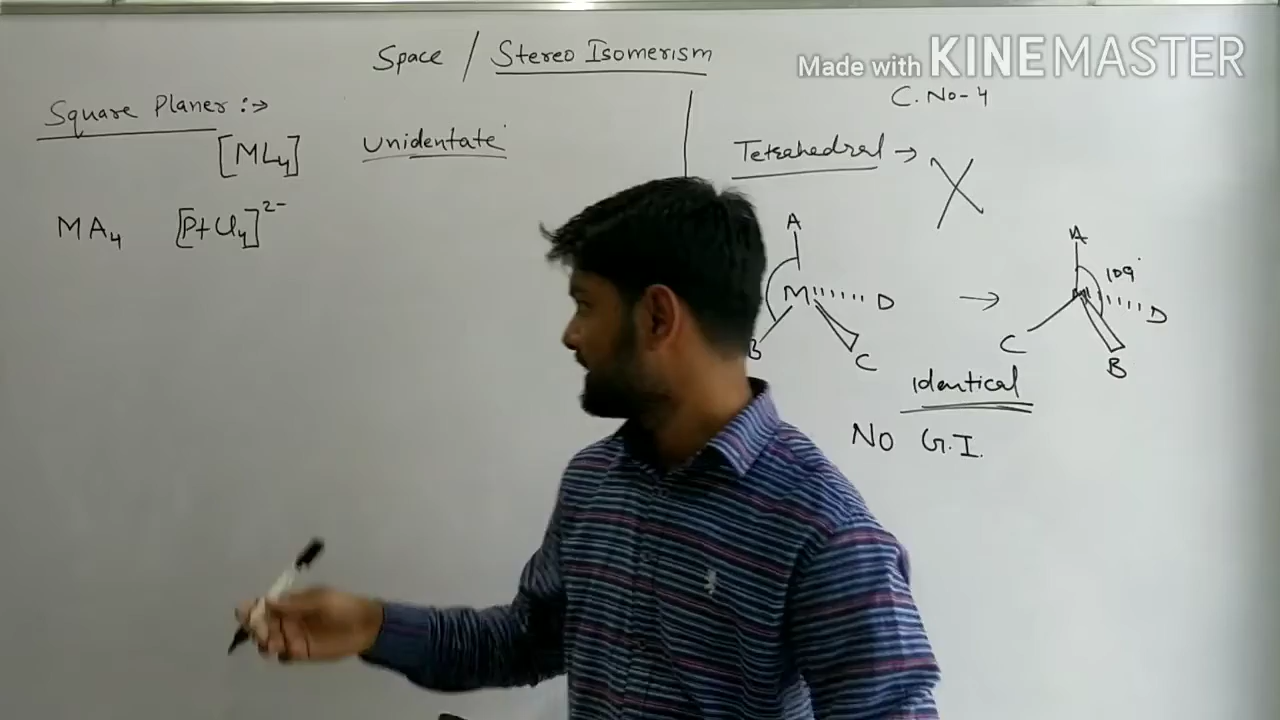 Space / Stereo Isomerism
Made with KINEMASTER
C. No-4
Square Planer :->
[ML₄] Unidentate
MA₄ [PtCl₄]²⁻
Tetrahedral → X
A
M D
B
C
→
A
109°
M
D
C
B
identical
NO G.I.